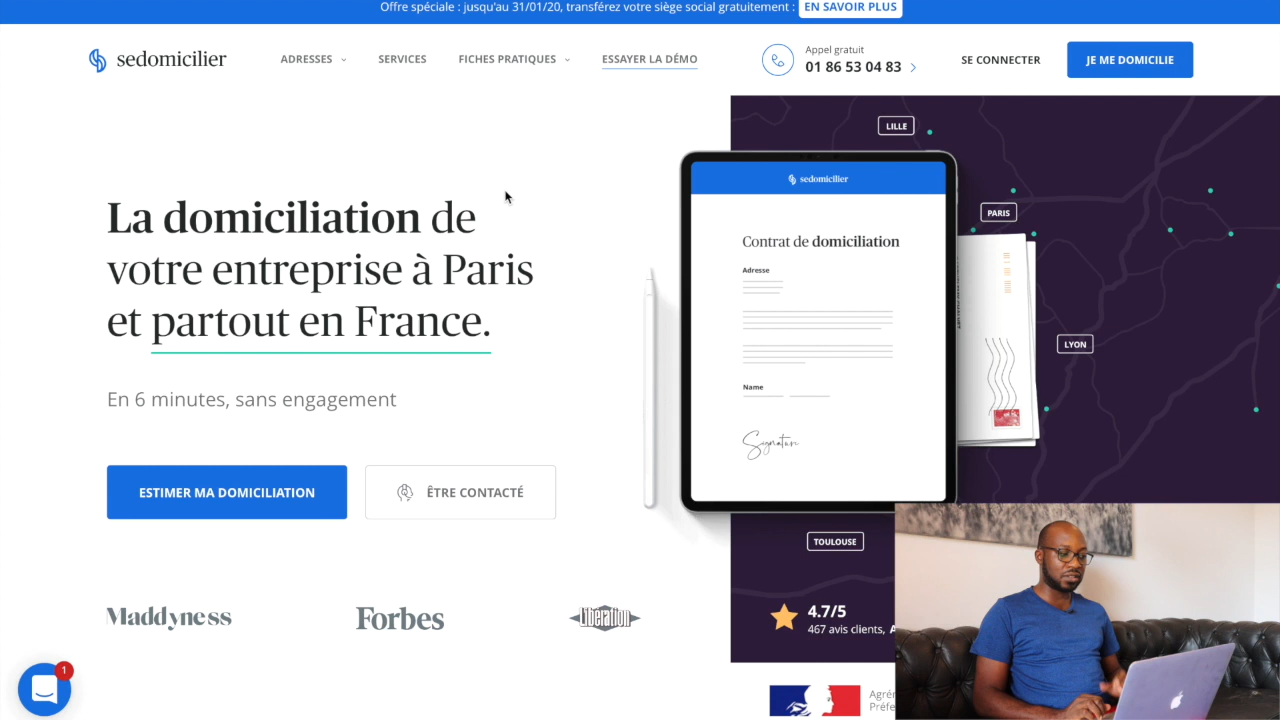 Offre spéciale : jusqu'au 31/01/20, transférez votre siège social gratuitement : EN SAVOIR PLUS
sedomicilier
ADRESSES
SERVICES
FICHES PRATIQUES
ESSAYER LA DÉMO
Appel gratuit
01 86 53 04 83
SE CONNECTER
JE ME DOMICILIE
La domiciliation de
votre entreprise à Paris
et partout en France.
En 6 minutes, sans engagement
ESTIMER MA DOMICILIATION
ÊTRE CONTACTÉ
Maddyness
Forbes
Libération
1
LILLE
PARIS
LYON
TOULOUSE
sedomicilier
Contrat de domiciliation
Adresse
Name
Signature
4.7/5
467 avis clients, A
Agré
Préfe